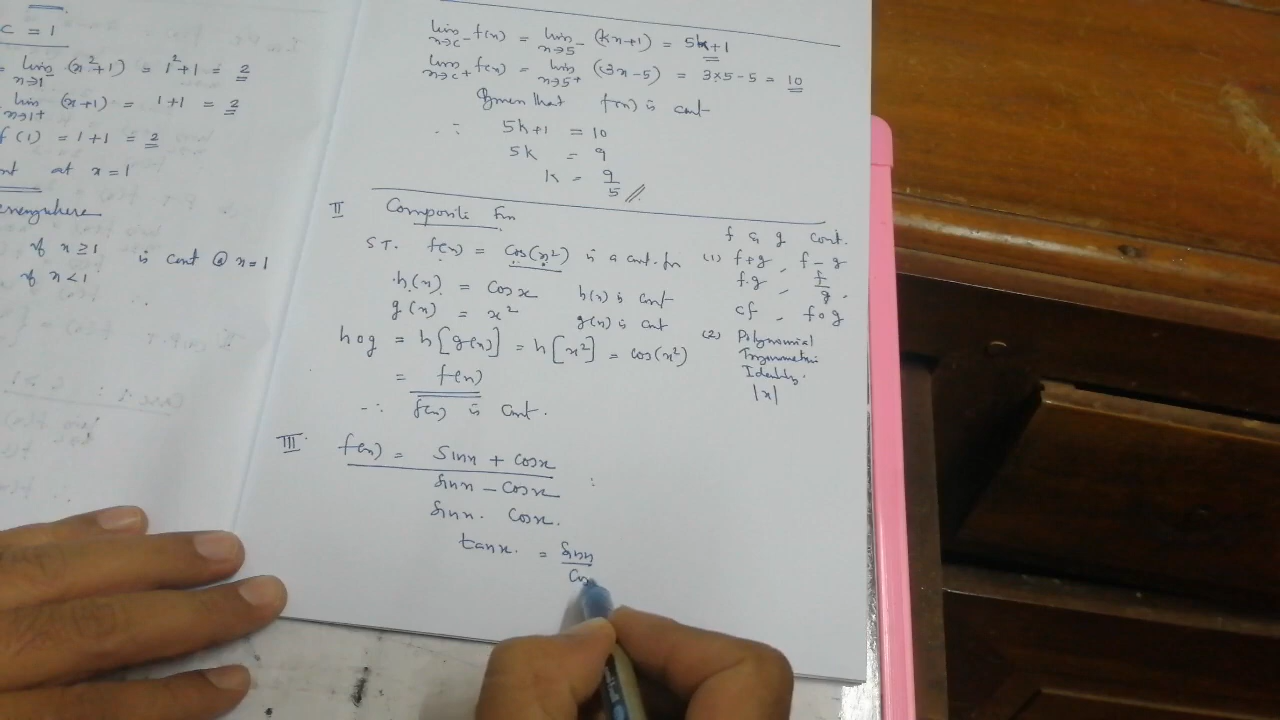 c = 1
= lim x→1⁻ (x²+1) = 1²+1 = 2
lim x→1+ (x+1) = 1+1 = 2
f(1) = 1+1 = 2
at x = 1
everywhere
if x ≥ 1 is cont @ x=1
if x < 1
lim x→c⁻ f(x) = lim x→5⁻ (kx+1) = 5k+1
lim x→c+ f(x) = lim x→5+ (3x-5) = 3×5-5 = 10
Given that f(x) is cont
∴ 5k+1 = 10
5k = 9
k = 9/5 //
II Composite Fn
S.T. f(x) = cos(x²) is a cont. fn
h(x) = cos x h(x) is cont
g(x) = x² g(x) is cnt
hog = h[g(x)] = h[x²] = cos(x²)
= f(x)
∴ f(x) is cont.
f & g cont.
(1) f+g, f-g
f.g, f/g,
cf, fog
(2) Polynomial
Trigonometric
Identity.
|x|
III f(x) = sin x + cos x :
sin x - cos x
sin x . cos x.
tan x. = sin x / cos